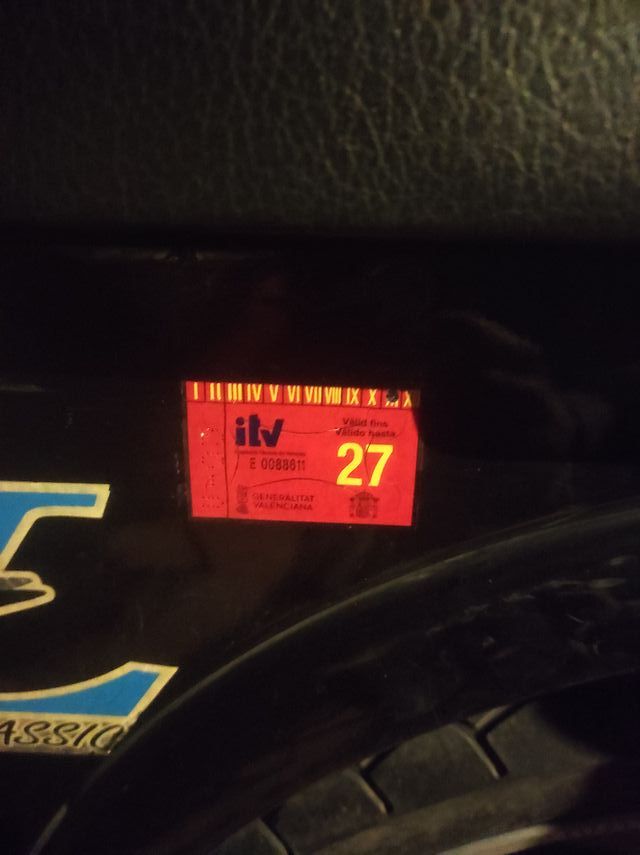 I II III IV V VI VII VIII IX X
itv
Vàlid fins
Válido hasta
E 0088611
27
GENERALITAT
VALENCIANA
ASSIC